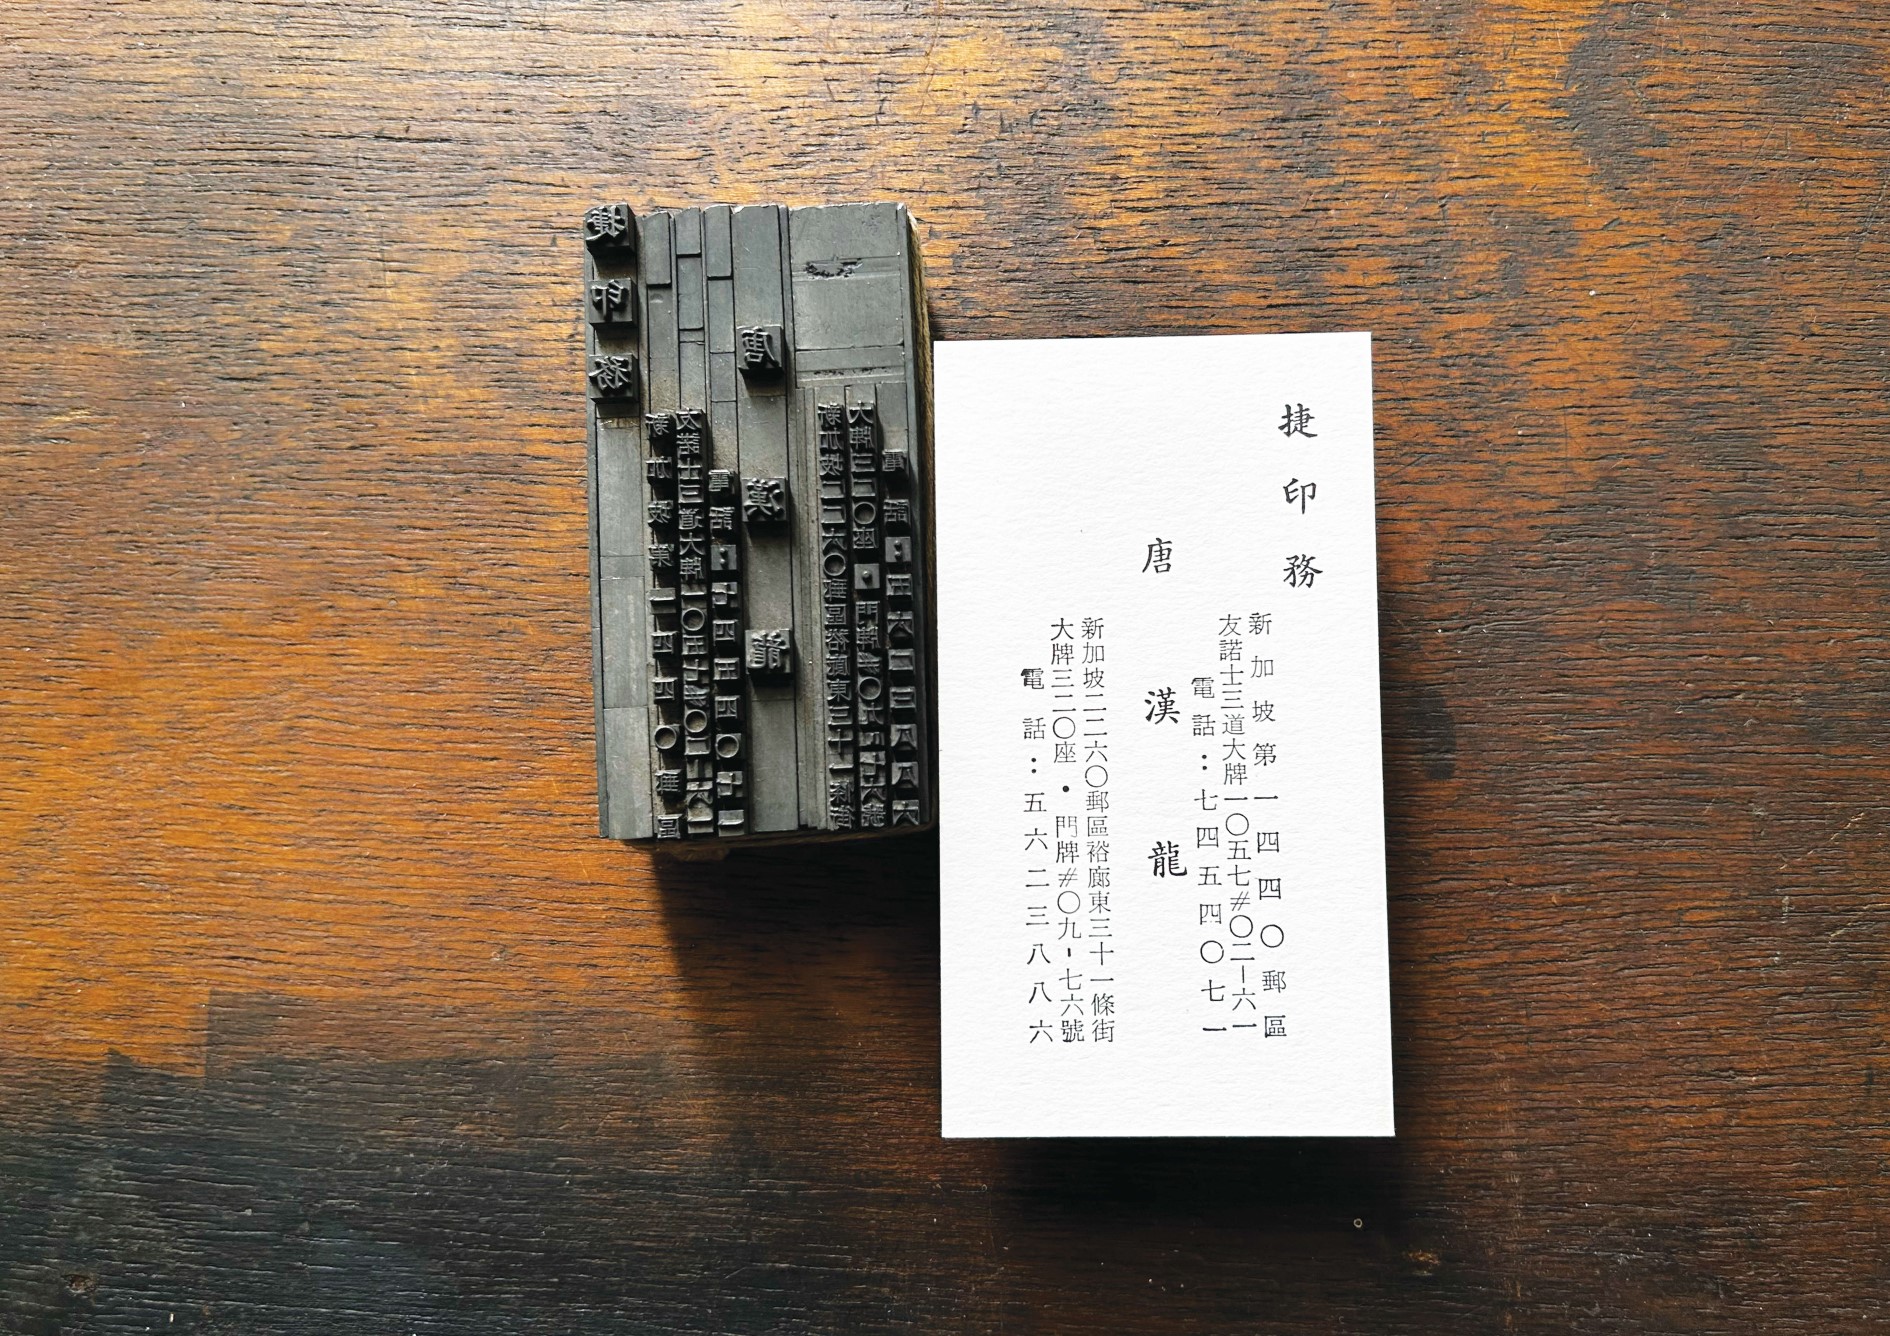 捷印務
新加坡第一四四〇郵區
友諾士三道大牌一〇五七#〇二—六一
電話：七四五四〇七一
唐漢龍
新加坡二二六〇郵區裕廊東三十一條街
大牌三二〇座•門牌#〇九-七六號
電話：五六二三八八六